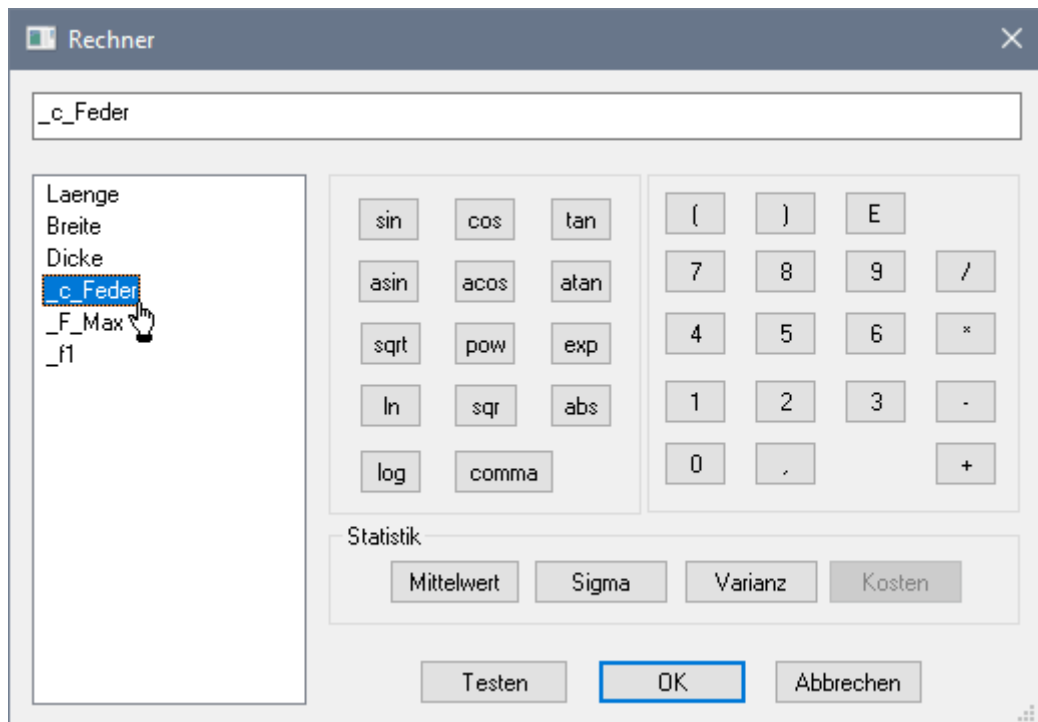 Rechner
_c_Feder
Laenge
Breite
Dicke
_c_Feder
_F_Max
_f1
sin cos tan
asin acos atan
sqrt pow exp
ln sqr abs
log comma
( ) E
7 8 9 /
4 5 6 *
1 2 3 -
0 , +
Statistik
Mittelwert Sigma Varianz Kosten
Testen OK Abbrechen